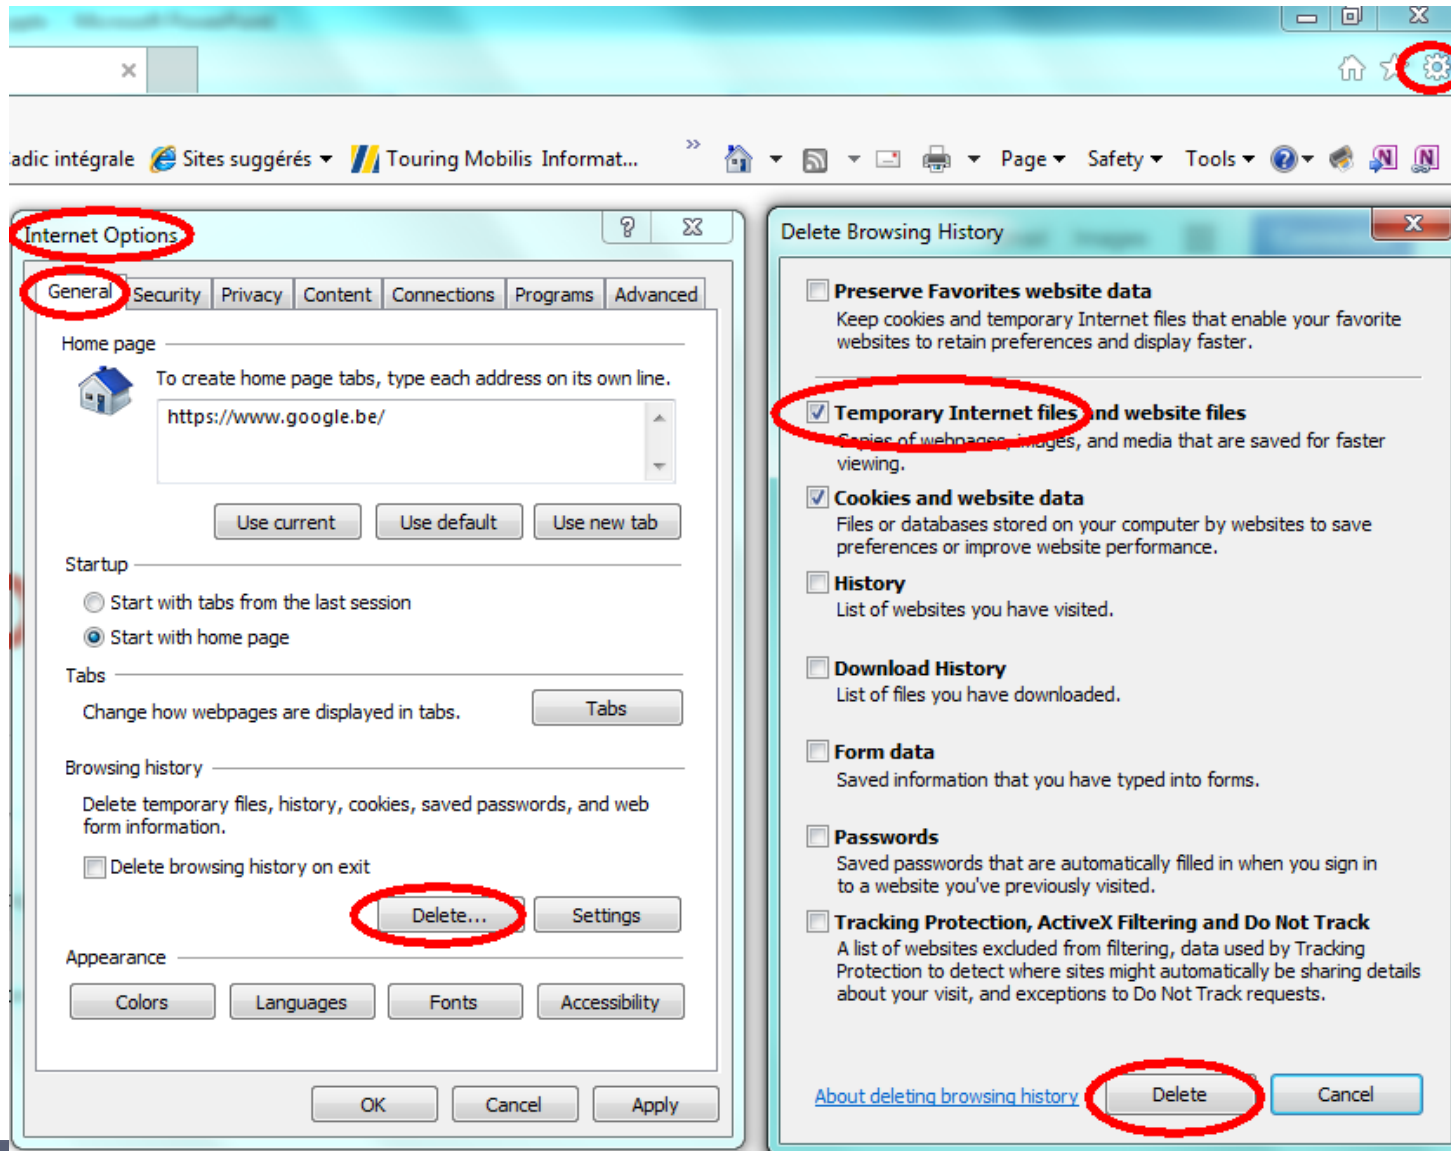 Microsoft PowerPoint
adic intégrale Sites suggérés Touring Mobilis Informat... » Page Safety Tools
Internet Options
General Security Privacy Content Connections Programs Advanced
Home page
To create home page tabs, type each address on its own line.
https://www.google.be/
Use current Use default Use new tab
Startup
Start with tabs from the last session
Start with home page
Tabs
Change how webpages are displayed in tabs.
Tabs
Browsing history
Delete temporary files, history, cookies, saved passwords, and web
form information.
Delete browsing history on exit
Delete... Settings
Appearance
Colors Languages Fonts Accessibility
OK Cancel Apply
Delete Browsing History
Images
Preserve Favorites website data
Keep cookies and temporary Internet files that enable your favorite
websites to retain preferences and display faster.
Temporary Internet files and website files
Copies of webpages, images, and media that are saved for faster
viewing.
Cookies and website data
Files or databases stored on your computer by websites to save
preferences or improve website performance.
History
List of websites you have visited.
Download History
List of files you have downloaded.
Form data
Saved information that you have typed into forms.
Passwords
Saved passwords that are automatically filled in when you sign in
to a website you've previously visited.
Tracking Protection, ActiveX Filtering and Do Not Track
A list of websites excluded from filtering, data used by Tracking
Protection to detect where sites might automatically be sharing details
about your visit, and exceptions to Do Not Track requests.
About deleting browsing history Delete Cancel